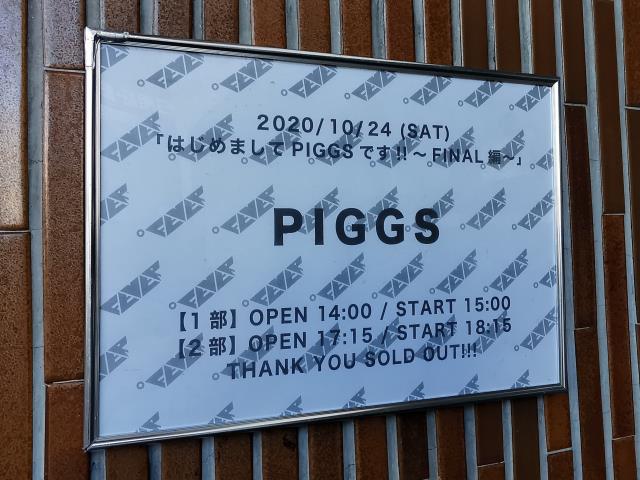 2020/10/24 (SAT)
「はじめまして PIGGS です!!～ FINAL 編～」
PIGGS
【1 部】OPEN 14:00 / START 15:00
【2 部】OPEN 17:15 / START 18:15
THANK YOU SOLD OUT!!!